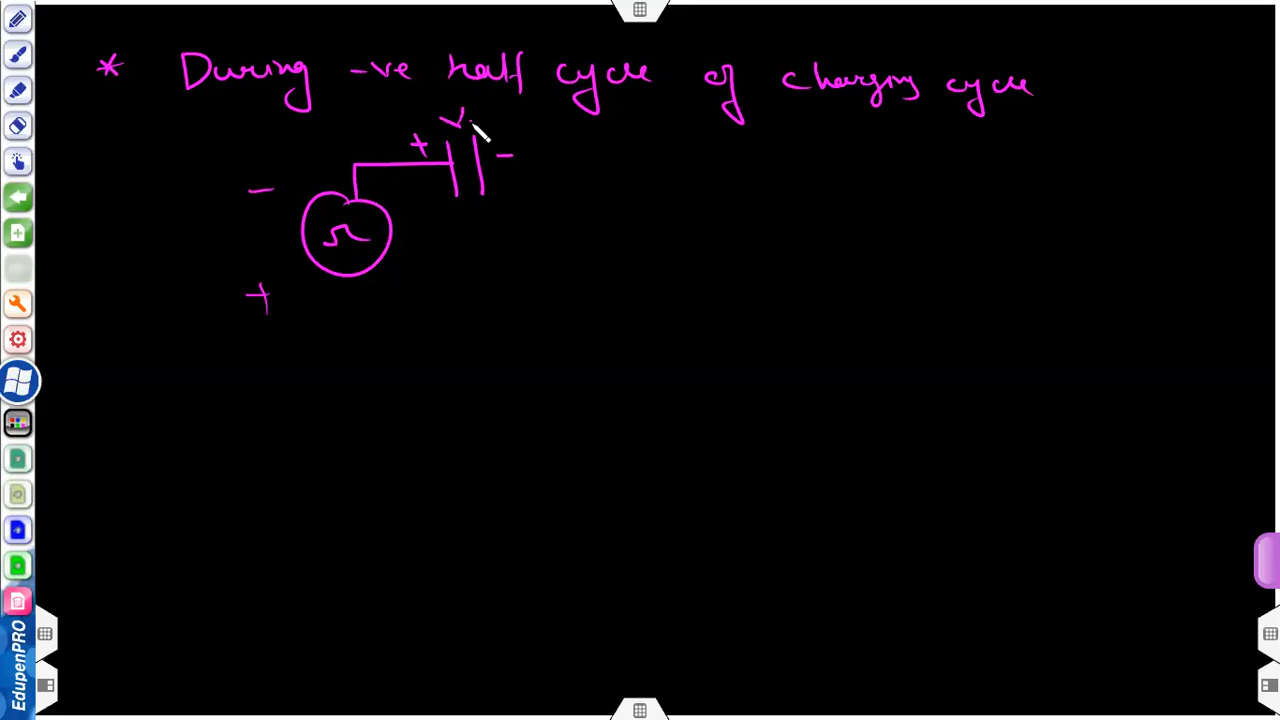 * During -ve half cycle of charging cycle
V
+ -
-
+
EdupenPRO